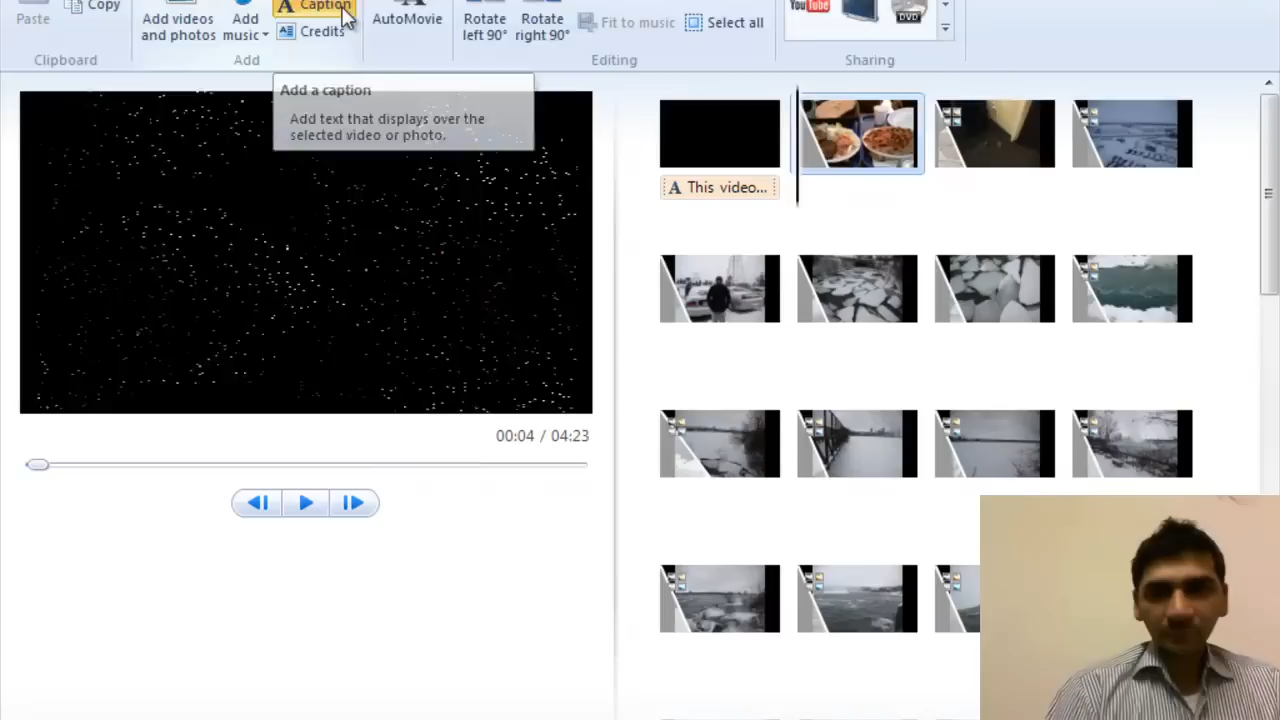 Paste
Copy
Clipboard
Add videos
and photos
Add
music
Caption
Credits
Add
AutoMovie
Rotate
left 90°
Rotate
right 90°
Fit to music
Select all
Editing
YouTube
DVD
Sharing
Add a caption
Add text that displays over the
selected video or photo.
A This video...
00:04 / 04:23